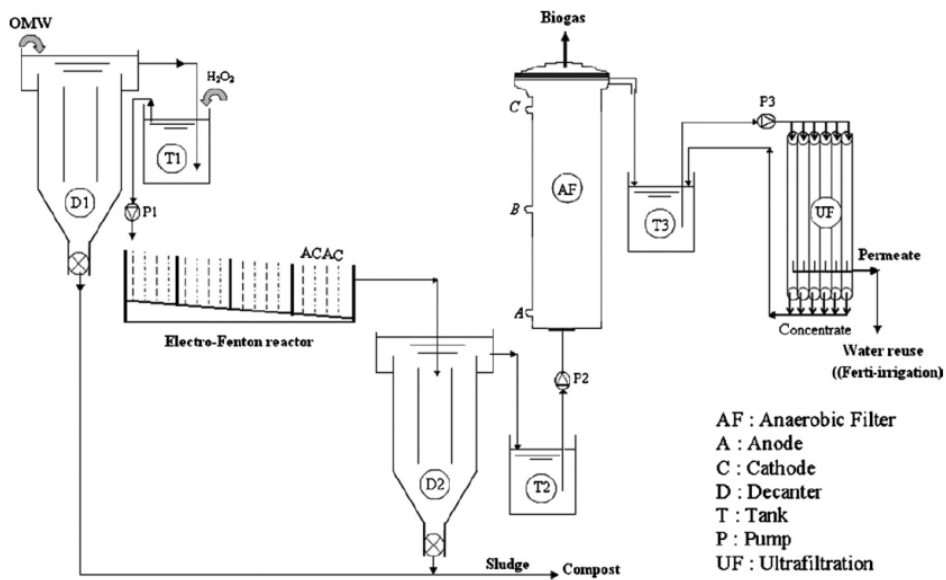 OMW
H₂O₂
T1
D1
P1
ACAC
Electro-Fenton reactor
D2
T2
P2
Biogas
C
B
A
AF
T3
P3
UF
Permeate
Concentrate
Water reuse
((Ferti-irrigation)
Sludge
Compost
AF : Anaerobic Filter
A : Anode
C : Cathode
D : Decanter
T : Tank
P : Pump
UF : Ultrafiltration